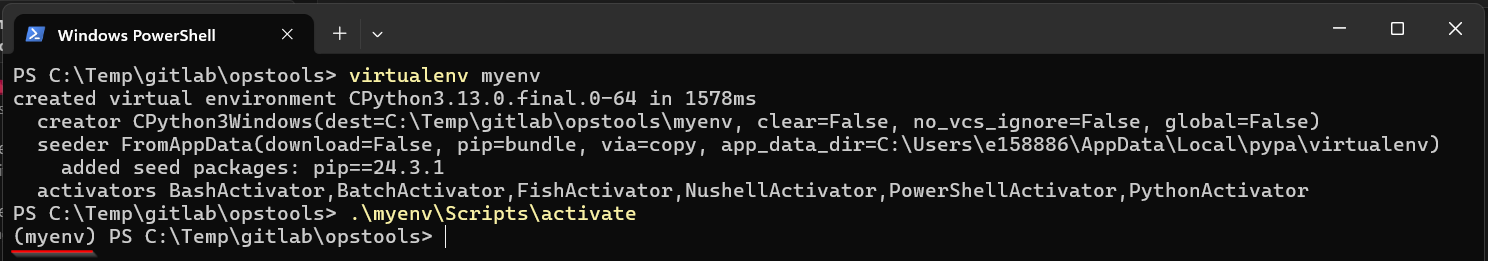 Windows PowerShell
PS C:\Temp\gitlab\opstools> virtualenv myenv
created virtual environment CPython3.13.0.final.0-64 in 1578ms
  creator CPython3Windows(dest=C:\Temp\gitlab\opstools\myenv, clear=False, no_vcs_ignore=False, global=False)
  seeder FromAppData(download=False, pip=bundle, via=copy, app_data_dir=C:\Users\e158886\AppData\Local\pypa\virtualenv)
    added seed packages: pip==24.3.1
  activators BashActivator,BatchActivator,FishActivator,NushellActivator,PowerShellActivator,PythonActivator
PS C:\Temp\gitlab\opstools> .\myenv\Scripts\activate
(myenv) PS C:\Temp\gitlab\opstools>